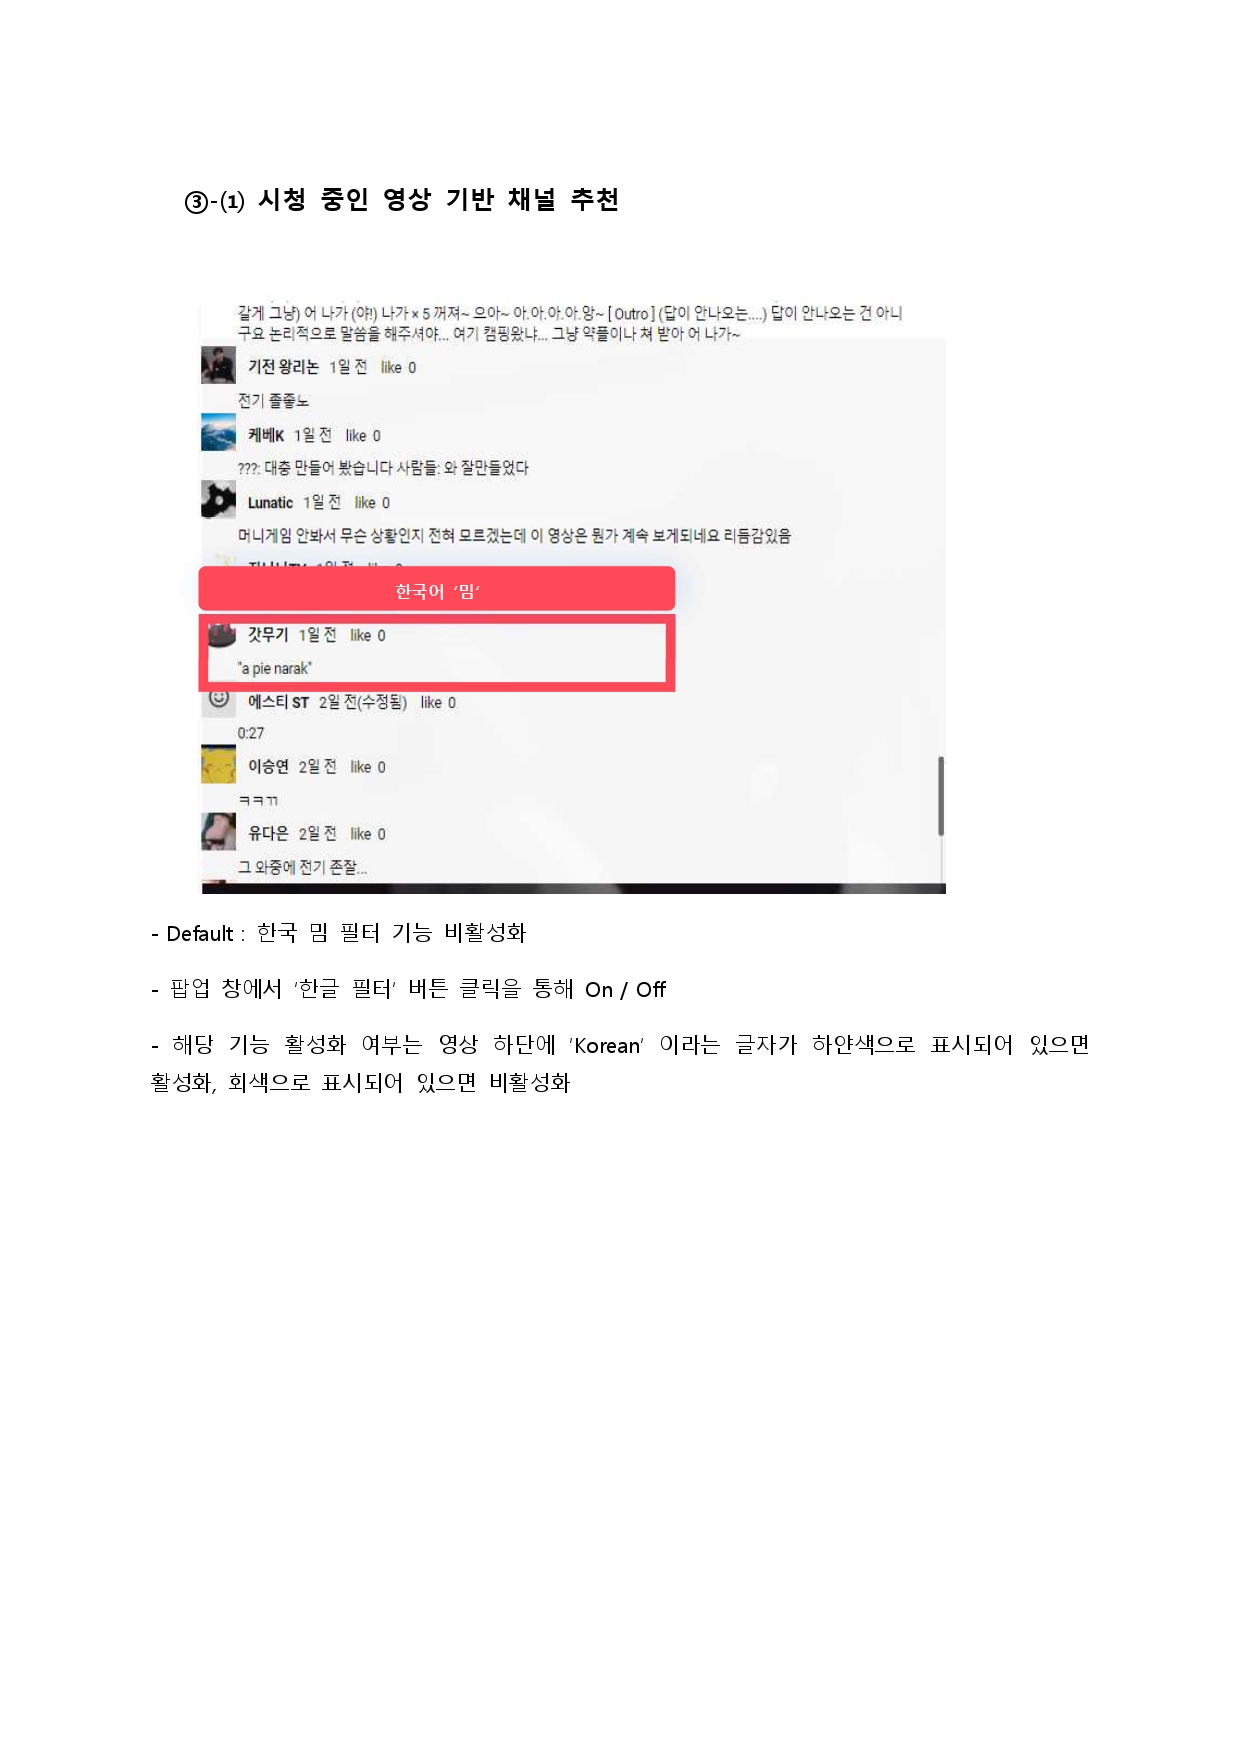 ③-⑴ 시청 중인 영상 기반 채널 추천
갈게 그냥) 어 나가 (야!) 나가 × 5 꺼져~ 으아~ 아.아.아.아.앙~ [ Outro ] (답이 안나오는....) 답이 안나오는 건 아니
구요 논리적으로 말씀을 해주셔야... 여기 캠핑왔냐... 그냥 악플이나 쳐 받아 어 나가~
기전 왕리논 1일 전 like 0
전기 졸좋노
케베K 1일 전 like 0
???: 대충 만들어 봤습니다 사람들: 와 잘만들었다
Lunatic 1일 전 like 0
머니게임 안봐서 무슨 상황인지 전혀 모르겠는데 이 영상은 뭔가 계속 보게되네요 리듬감있음
한국어 ‘밈‘
갓무기 1일 전 like 0
"a pie narak"
에스티 ST 2일 전(수정됨) like 0
0:27
이승연 2일 전 like 0
ㅋㅋㄲ
유다은 2일 전 like 0
그 와중에 전기 존잘...
- Default : 한국 밈 필터 기능 비활성화
- 팝업 창에서 ‘한글 필터’ 버튼 클릭을 통해 On / Off
- 해당 기능 활성화 여부는 영상 하단에 ‘Korean’ 이라는 글자가 하얀색으로 표시되어 있으면
활성화, 회색으로 표시되어 있으면 비활성화